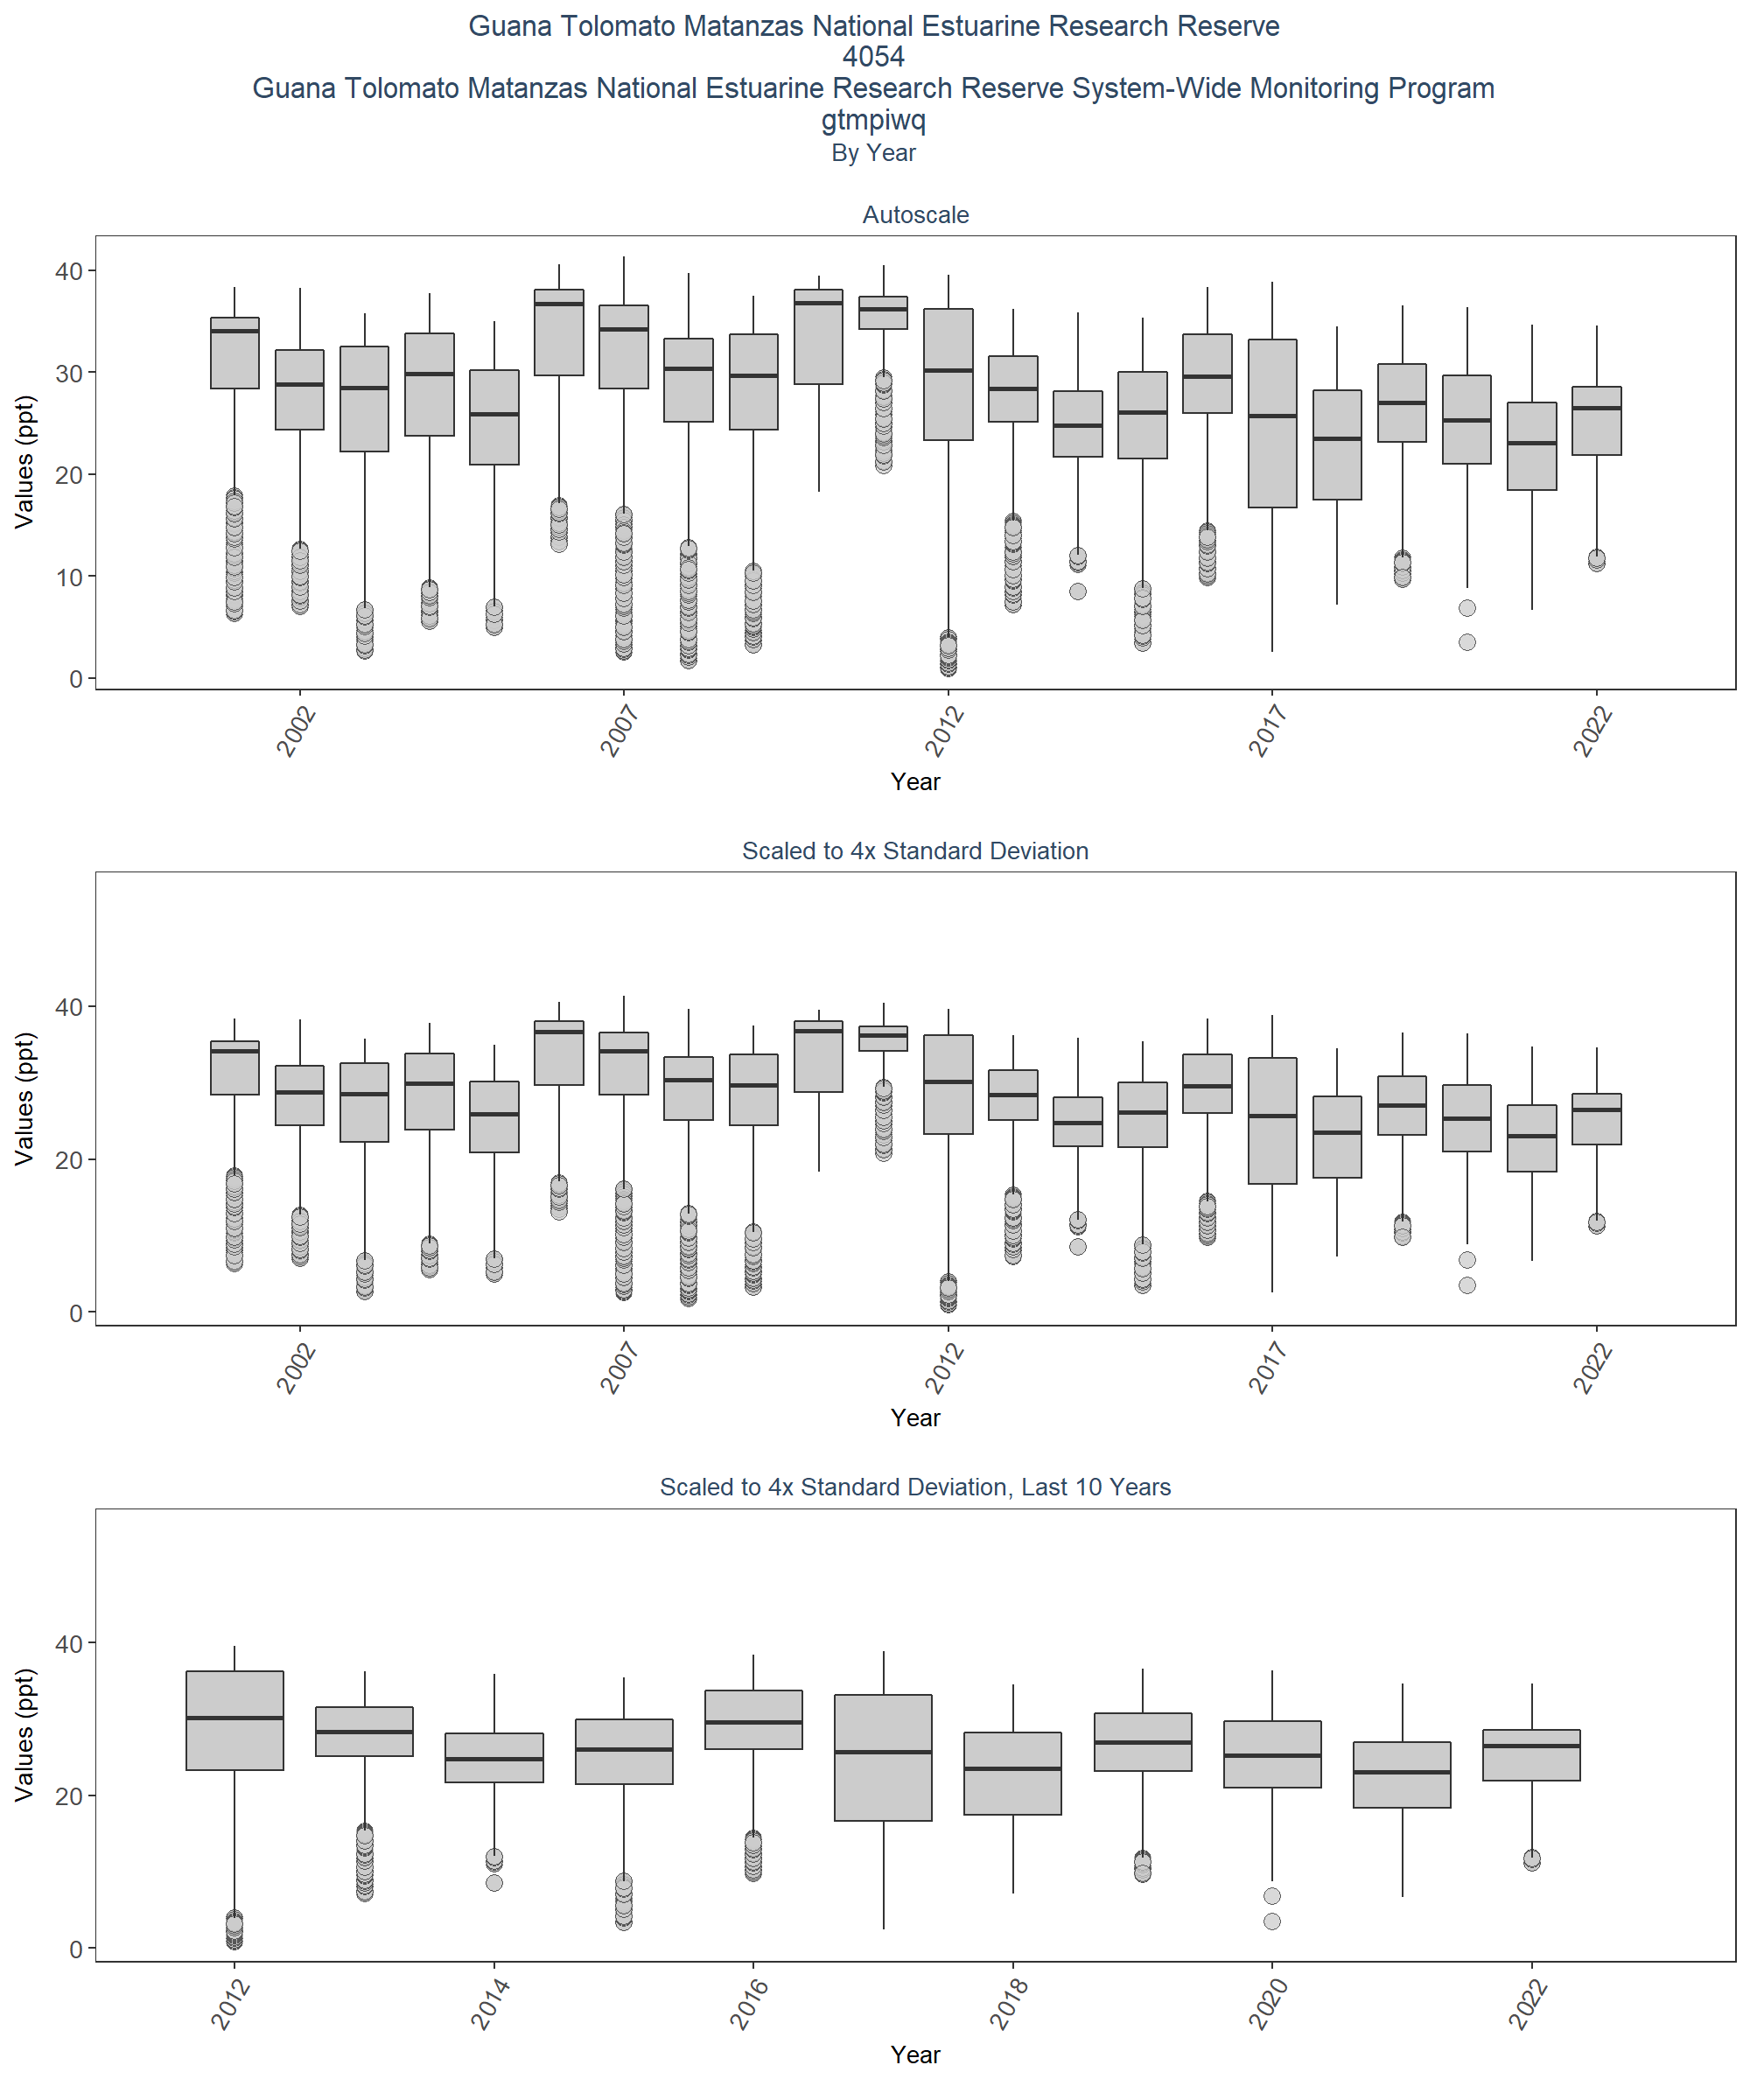 Guana Tolomato Matanzas National Estuarine Research Reserve
4054
Guana Tolomato Matanzas National Estuarine Research Reserve System-Wide Monitoring Program
gtmpiwq
By Year
Autoscale
Values (ppt)
40
30
20
10
0
2002
2007
2012
2017
2022
Year
Scaled to 4x Standard Deviation
Values (ppt)
40
20
0
2002
2007
2012
2017
2022
Year
Scaled to 4x Standard Deviation, Last 10 Years
Values (ppt)
40
20
0
2012
2014
2016
2018
2020
2022
Year